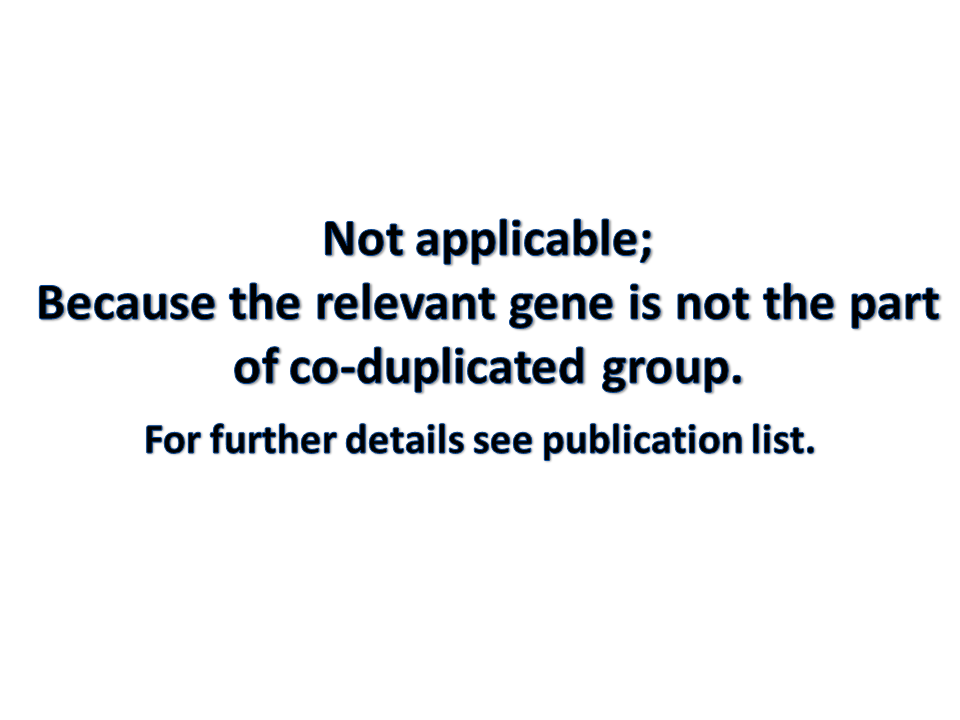 Not applicable;
Because the relevant gene is not the part
of co-duplicated group.
For further details see publication list.